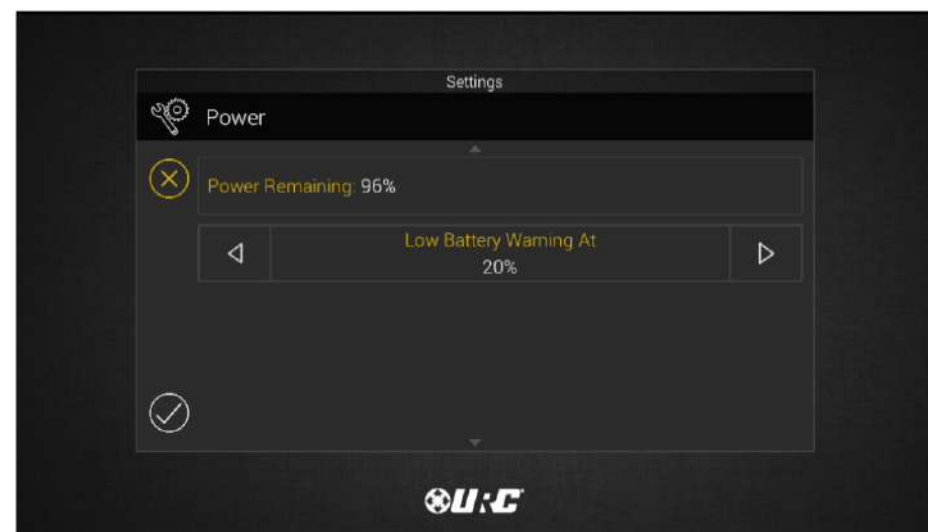 Settings
Power
Power Remaining: 96%
Low Battery Warning At
20%
URC